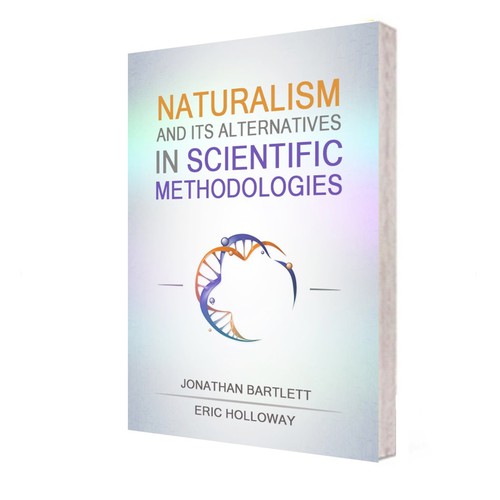 NATURALISM
AND ITS ALTERNATIVES
IN SCIENTIFIC
METHODOLOGIES
JONATHAN BARTLETT
ERIC HOLLOWAY